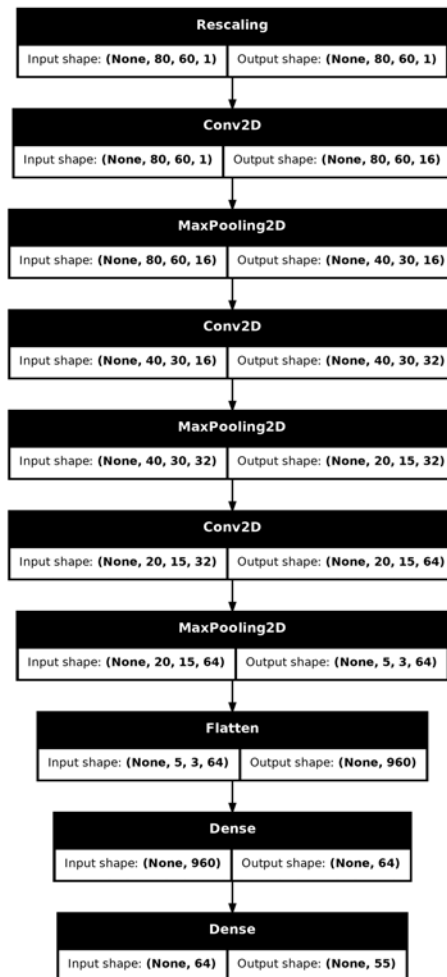 Rescaling
Input shape: (None, 80, 60, 1) Output shape: (None, 80, 60, 1)
Conv2D
Input shape: (None, 80, 60, 1) Output shape: (None, 80, 60, 16)
MaxPooling2D
Input shape: (None, 80, 60, 16) Output shape: (None, 40, 30, 16)
Conv2D
Input shape: (None, 40, 30, 16) Output shape: (None, 40, 30, 32)
MaxPooling2D
Input shape: (None, 40, 30, 32) Output shape: (None, 20, 15, 32)
Conv2D
Input shape: (None, 20, 15, 32) Output shape: (None, 20, 15, 64)
MaxPooling2D
Input shape: (None, 20, 15, 64) Output shape: (None, 5, 3, 64)
Flatten
Input shape: (None, 5, 3, 64) Output shape: (None, 960)
Dense
Input shape: (None, 960) Output shape: (None, 64)
Dense
Input shape: (None, 64) Output shape: (None, 55)